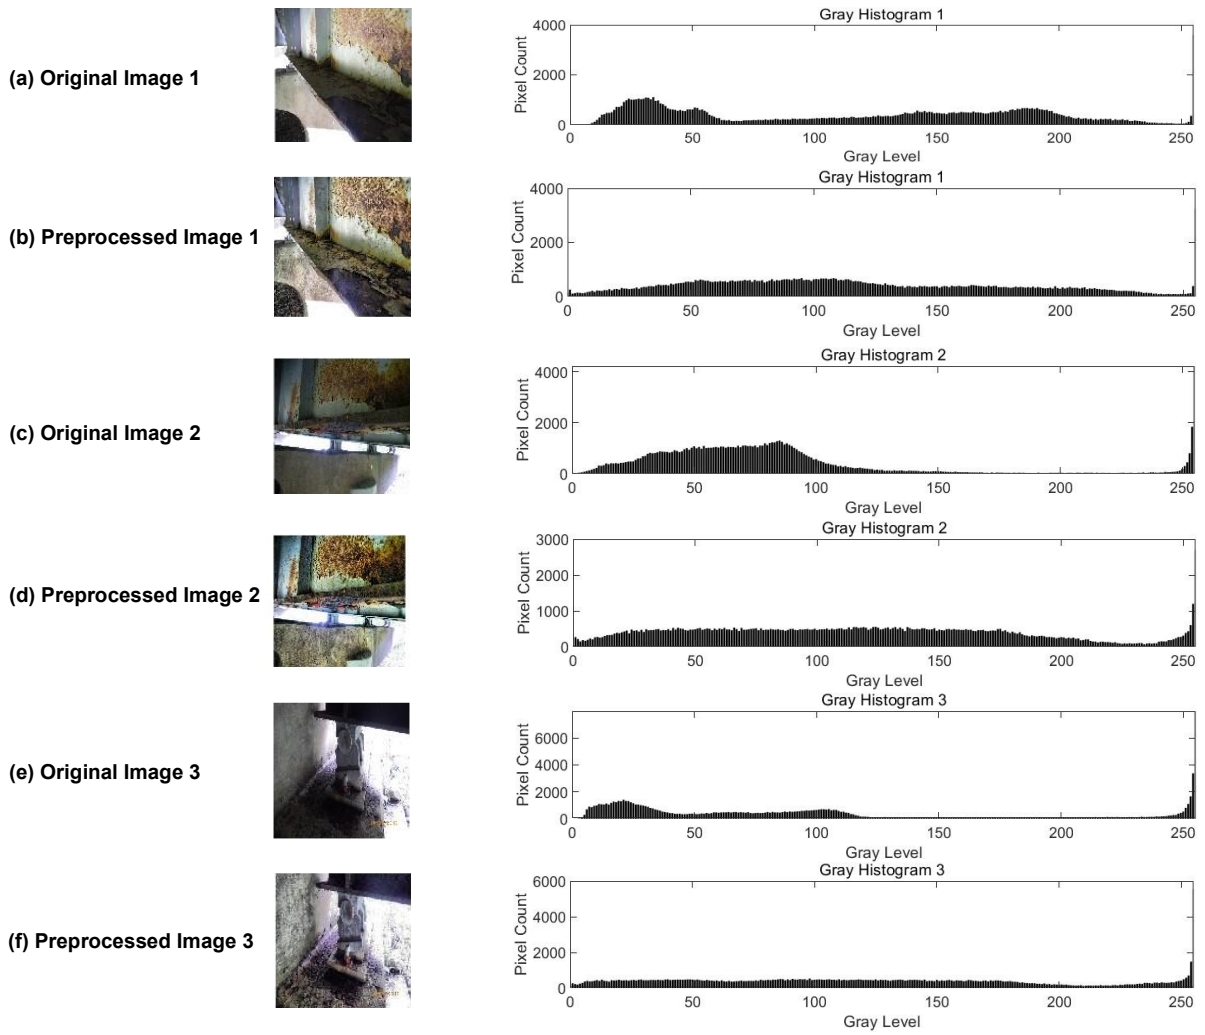 Gray Histogram 1
4000
Pixel Count
2000
0
0 50 100 150 200 250
Gray Level
(a) Original Image 1
Gray Histogram 1
4000
Pixel Count
2000
0
0 50 100 150 200 250
Gray Level
(b) Preprocessed Image 1
Gray Histogram 2
4000
Pixel Count
2000
0
0 50 100 150 200 250
Gray Level
(c) Original Image 2
Gray Histogram 2
3000
Pixel Count
2000
1000
0
0 50 100 150 200 250
Gray Level
(d) Preprocessed Image 2
Gray Histogram 3
6000
Pixel Count
4000
2000
0
0 50 100 150 200 250
Gray Level
(e) Original Image 3
Gray Histogram 3
6000
Pixel Count
4000
2000
0
0 50 100 150 200 250
Gray Level
(f) Preprocessed Image 3